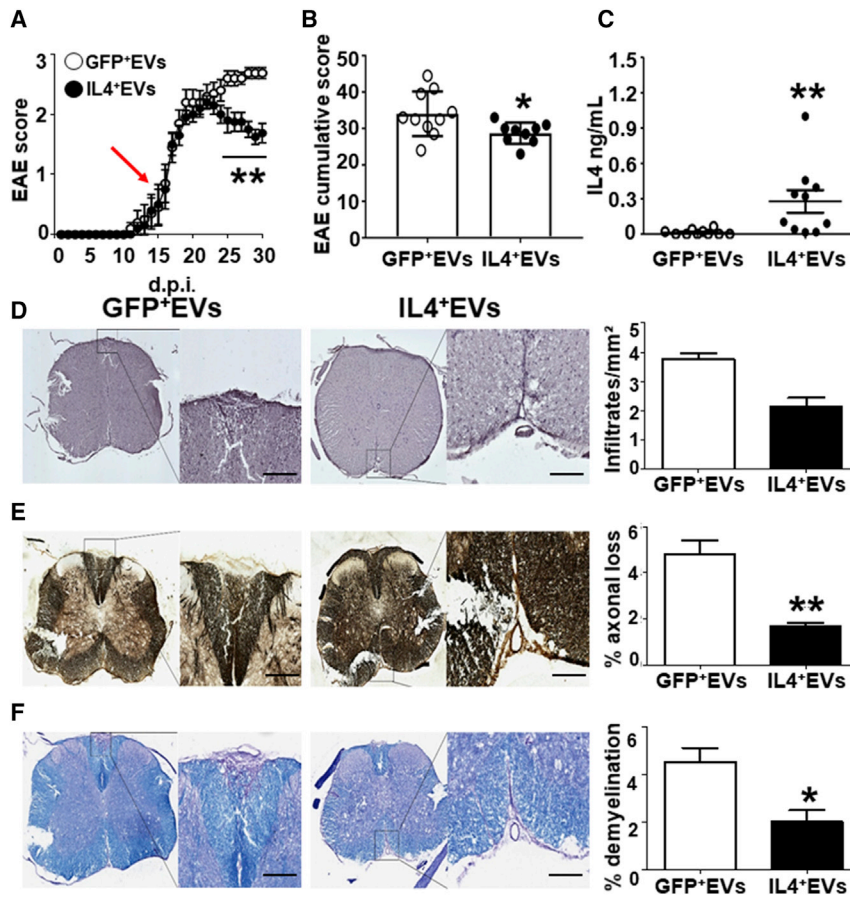 A
EAE score
3
2
1
0
GFP⁺EVs
IL4⁺EVs
**
1 5 10 15 20 25 30
d.p.i.
B
EAE cumulative score
50
40
30
20
10
0
*
GFP⁺EVs IL4⁺EVs
C
IL4 ng/mL
1.5
1.2
0.9
0.6
0.3
0
**
GFP⁺EVs IL4⁺EVs
D
GFP⁺EVs IL4⁺EVs
Infiltrates/mm²
5
4
3
2
1
0
GFP⁺EVs IL4⁺EVs
E
% axonal loss
6
4
2
0
**
GFP⁺EVs IL4⁺EVs
F
% demyelination
6
4
2
0
*
GFP⁺EVs IL4⁺EVs